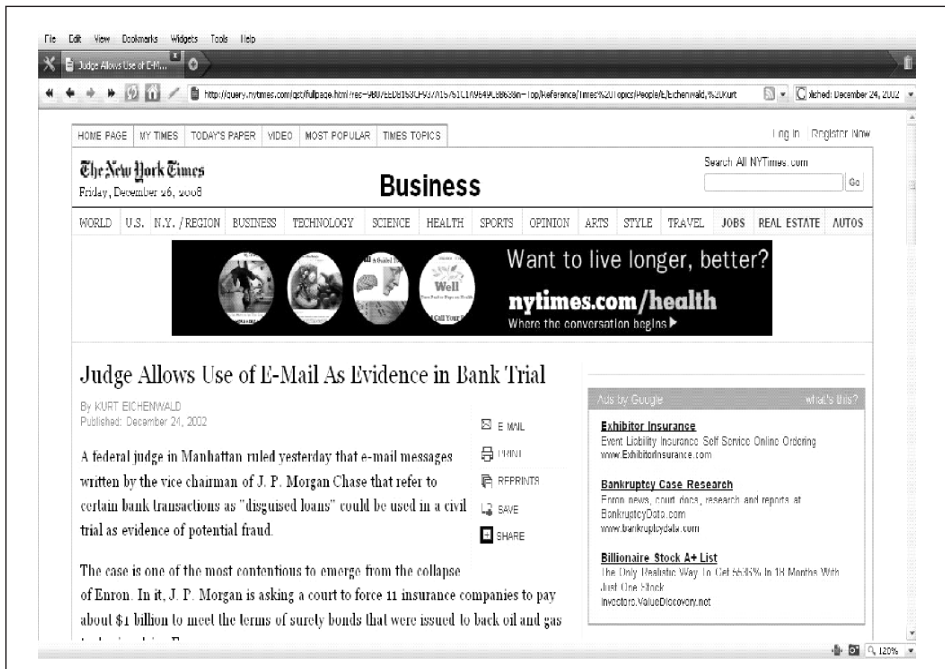 File Edit View Bookmarks Widgets Tools Help
Judge Allows Use of E-M...
HOME PAGE MY TIMES TODAY'S PAPER VIDEO MOST POPULAR TIMES TOPICS
Log In Register Now
The New York Times
Friday, December 26, 2008
Business
Search All NYTimes.com
Go
WORLD U.S. N.Y. / REGION BUSINESS TECHNOLOGY SCIENCE HEALTH SPORTS OPINION ARTS STYLE TRAVEL JOBS REAL ESTATE AUTOS
Well
Want to live longer, better?
nytimes.com/health
Where the conversation begins
Judge Allows Use of E-Mail As Evidence in Bank Trial
By KURT EICHENWALD
Published: December 24, 2002
A federal judge in Manhattan ruled yesterday that e-mail messages
written by the vice chairman of J. P. Morgan Chase that refer to
certain bank transactions as "disguised loans" could be used in a civil
trial as evidence of potential fraud.
The case is one of the most contentious to emerge from the collapse
of Enron. In it, J. P. Morgan is asking a court to force 11 insurance companies to pay
about $1 billion to meet the terms of surety bonds that were issued to back oil and gas
E-MAIL
PRINT
REPRINTS
SAVE
SHARE
Ads by Google what's this?
Exhibitor Insurance
Event Liability Insurance Self Service Online Ordering
www.ExhibitorInsurance.com
Bankruptcy Case Research
Enron news, court docs, research and reports at
BankruptcyData.com
www.bankruptcydata.com
Billionaire Stock A+ List
The Only Realistic Way To Get % In 18 Months With
Just One Stock
Investors.ValueDiscovery.net
120%